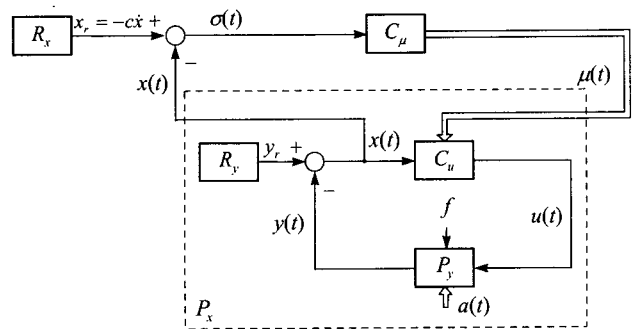 R_x
x_r = -cẋ +
σ(t)
C_μ
−
x(t)
μ(t)
R_y
y_r +
x(t)
C_u
−
y(t)
f
u(t)
P_y
a(t)
P_x